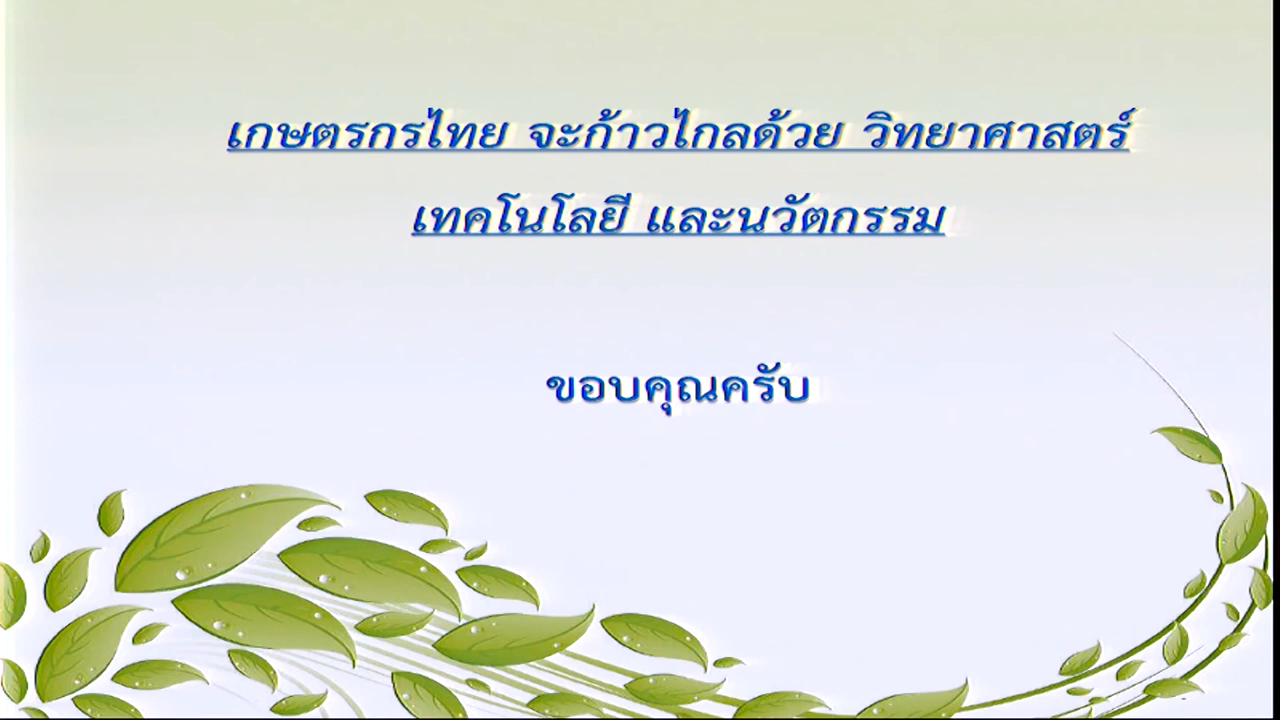 เกษตรกรไทย จะก้าวไกลด้วย วิทยาศาสตร์
เทคโนโลยี และนวัตกรรม
ขอบคุณครับ